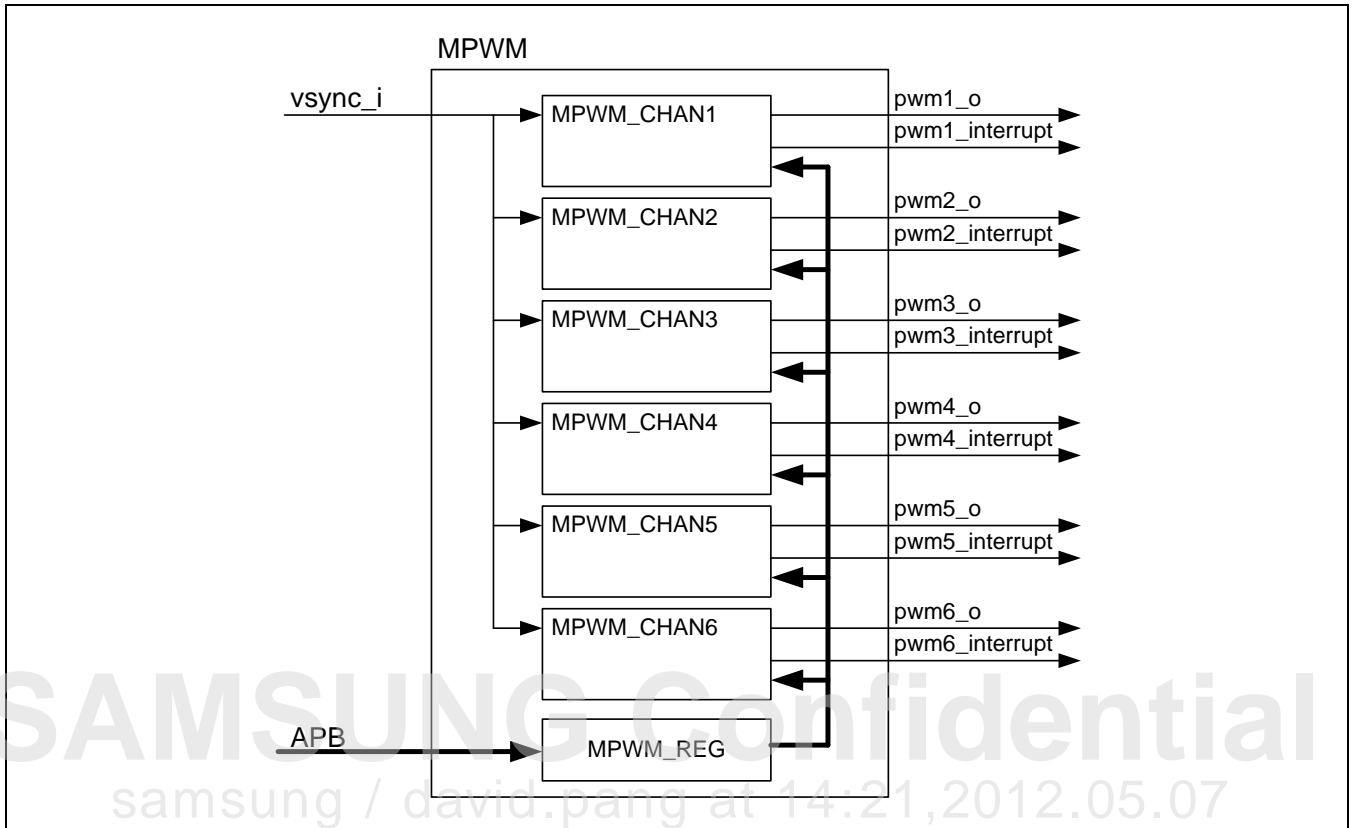 MPWM
vsync_i
MPWM_CHAN1
pwm1_o
pwm1_interrupt
MPWM_CHAN2
pwm2_o
pwm2_interrupt
MPWM_CHAN3
pwm3_o
pwm3_interrupt
MPWM_CHAN4
pwm4_o
pwm4_interrupt
MPWM_CHAN5
pwm5_o
pwm5_interrupt
MPWM_CHAN6
pwm6_o
pwm6_interrupt
SAMSUNG Confidential
APB
MPWM_REG
samsung / david.pang at 14:21,2012.05.07